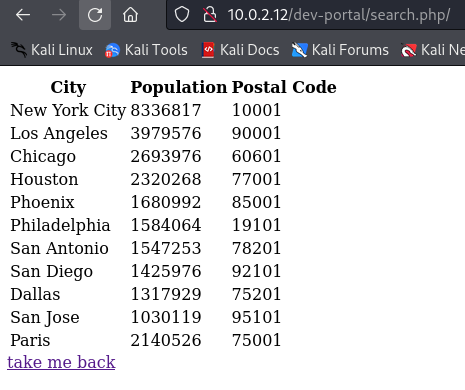 10.0.2.12/dev-portal/search.php/
Kali Linux Kali Tools Kali Docs Kali Forums Kali Ne
City Population Postal Code
New York City 8336817 10001
Los Angeles 3979576 90001
Chicago 2693976 60601
Houston 2320268 77001
Phoenix 1680992 85001
Philadelphia 1584064 19101
San Antonio 1547253 78201
San Diego 1425976 92101
Dallas 1317929 75201
San Jose 1030119 95101
Paris 2140526 75001
take me back